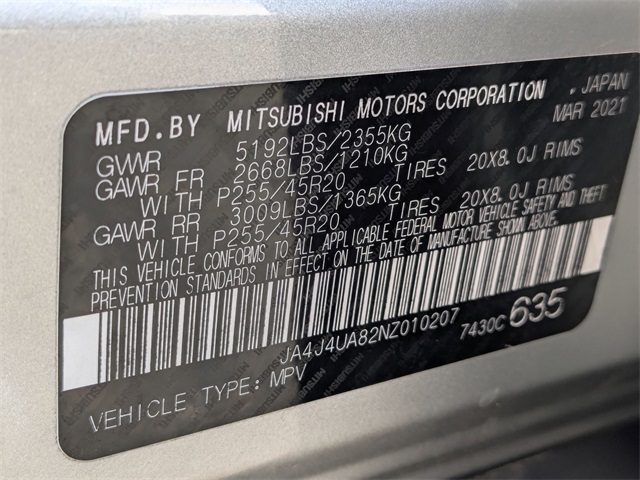 MFD.BY MITSUBISHI MOTORS CORPORATION , JAPAN
MAR 2021
GVWR 5192LBS/2355KG
GAWR FR 2668LBS/1210KG
WITH P255/45R20 TIRES 20X8.0J RIMS
GAWR RR 3009LBS/1365KG
WITH P255/45R20 TIRES 20X8.0J RIMS
THIS VEHICLE CONFORMS TO ALL APPLICABLE FEDERAL MOTOR VEHICLE SAFETY AND THEFT
PREVENTION STANDARDS IN EFFECT ON THE DATE OF MANUFACTURE SHOWN ABOVE.
JA4J4UA82NZ010207 7430C 635
VEHICLE TYPE: MPV